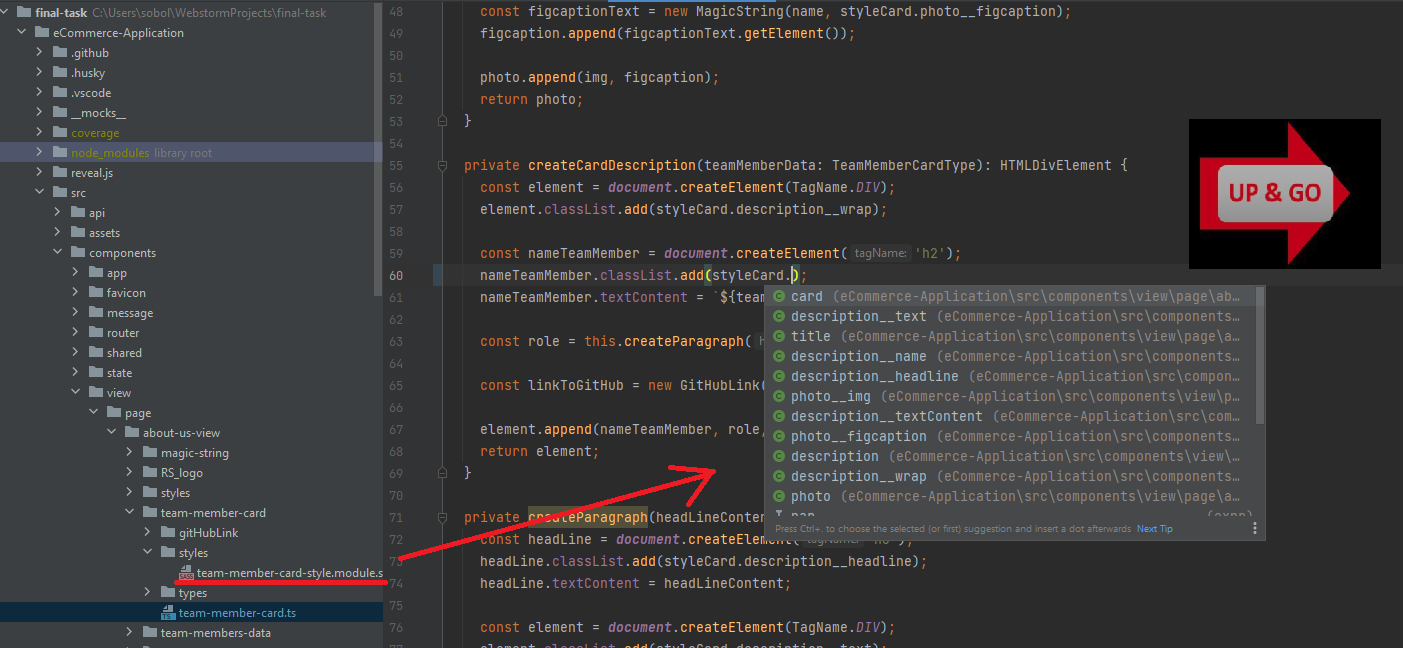 final-task C:\Users\sobol\WebstormProjects\final-task
eCommerce-Application
.github
.husky
.vscode
__mocks__
coverage
node_modules library root
reveal.js
src
api
assets
components
app
favicon
message
router
shared
state
view
page
about-us-view
magic-string
RS_logo
styles
team-member-card
gitHubLink
styles
team-member-card-style.module.s
types
team-member-card.ts
team-members-data
48 const figcaptionText = new MagicString(name, styleCard.photo__figcaption);
49 figcaption.append(figcaptionText.getElement());
50
51 photo.append(img, figcaption);
52 return photo;
53 }
54
55 private createCardDescription(teamMemberData: TeamMemberCardType): HTMLDivElement {
56 const element = document.createElement(TagName.DIV);
57 element.classList.add(styleCard.description__wrap);
58
59 const nameTeamMember = document.createElement( tagName: 'h2');
60 nameTeamMember.classList.add(styleCard.);
61 nameTeamMember.textContent = `${team
62
63 const role = this.createParagraph(
64
65 const linkToGitHub = new GitHubLink(
66
67 element.append(nameTeamMember, role,
68 return element;
69 }
70
71 private createParagraph(headLineConten
72 const headLine = document.createElem
73 headLine.classList.add(styleCard.description__headline);
74 headLine.textContent = headLineContent;
75
76 const element = document.createElement(TagName.DIV);
77 element.classList.add(styleCard.description__text);
card (eCommerce-Application\src\components\view\page\ab…
description__text (eCommerce-Application\src\components…
title (eCommerce-Application\src\components\view\page\a…
description__name (eCommerce-Application\src\components…
description__headline (eCommerce-Application\src\compon…
photo__img (eCommerce-Application\src\components\view\p…
description__textContent (eCommerce-Application\src\com…
photo__figcaption (eCommerce-Application\src\components…
description (eCommerce-Application\src\components\view\…
description__wrap (eCommerce-Application\src\components…
photo (eCommerce-Application\src\components\view\page\a…
Press Ctrl+. to choose the selected (or first) suggestion and insert a dot afterwards Next Tip
UP & GO